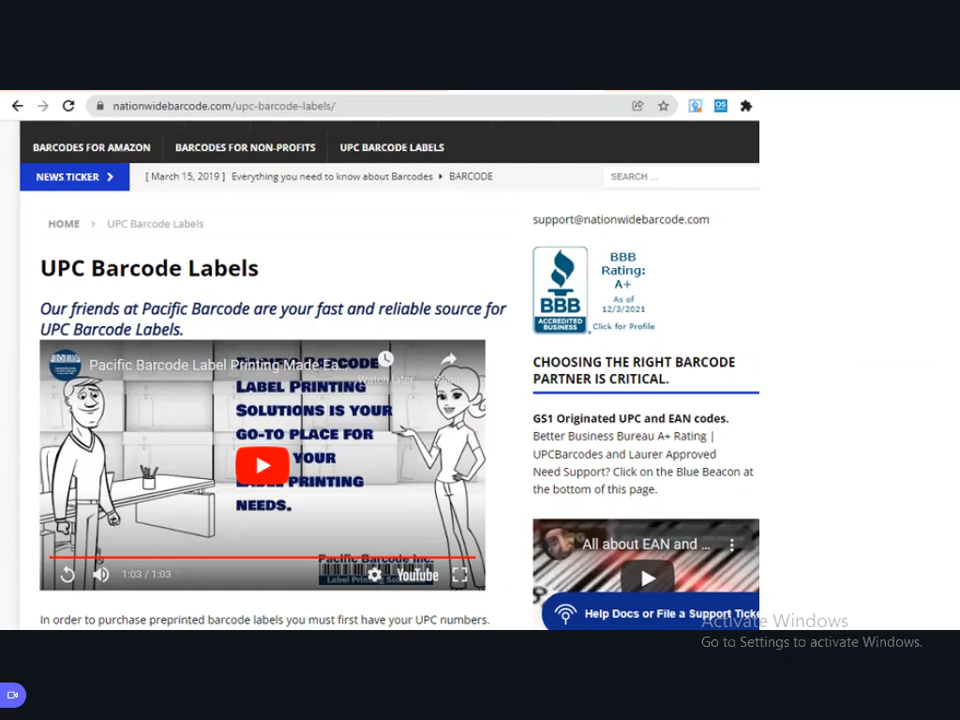 nationwidebarcode.com/upc-barcode-labels/
OS
BARCODES FOR AMAZON
BARCODES FOR NON-PROFITS
UPC BARCODE LABELS
NEWS TICKER
[ March 15, 2019 ] Everything you need to know about Barcodes
BARCODE
SEARCH ...
HOME
UPC Barcode Labels
support@nationwidebarcode.com
UPC Barcode Labels
BBB
Rating:
A+
As of
12/3/2021
Click for Profile
BBB
ACCREDITED
BUSINESS
Our friends at Pacific Barcode are your fast and reliable source for
UPC Barcode Labels.
Pacific Barcode Label Printing Made Ea...
Watch later
Share
Pacific Barcode
Label Printing
Solutions is your
go-to place for
your
Label Printing
needs.
Pacific Barcode Inc.
1:03 / 1:03
YouTube
CHOOSING THE RIGHT BARCODE
PARTNER IS CRITICAL.
GS1 Originated UPC and EAN codes.
Better Business Bureau A+ Rating |
UPCBarcodes and Laurer Approved
Need Support? Click on the Blue Beacon at
the bottom of this page.
All about EAN and ...
Help Docs or File a Support Ticke
In order to purchase preprinted barcode labels you must first have your UPC numbers.
Activate Windows
Go to Settings to activate Windows.